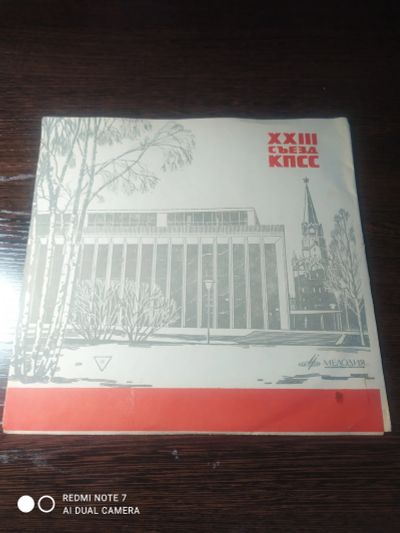 XXIII
СЪЕЗД
КПСС
МЕЛОДИЯ
REDMI NOTE 7
AI DUAL CAMERA